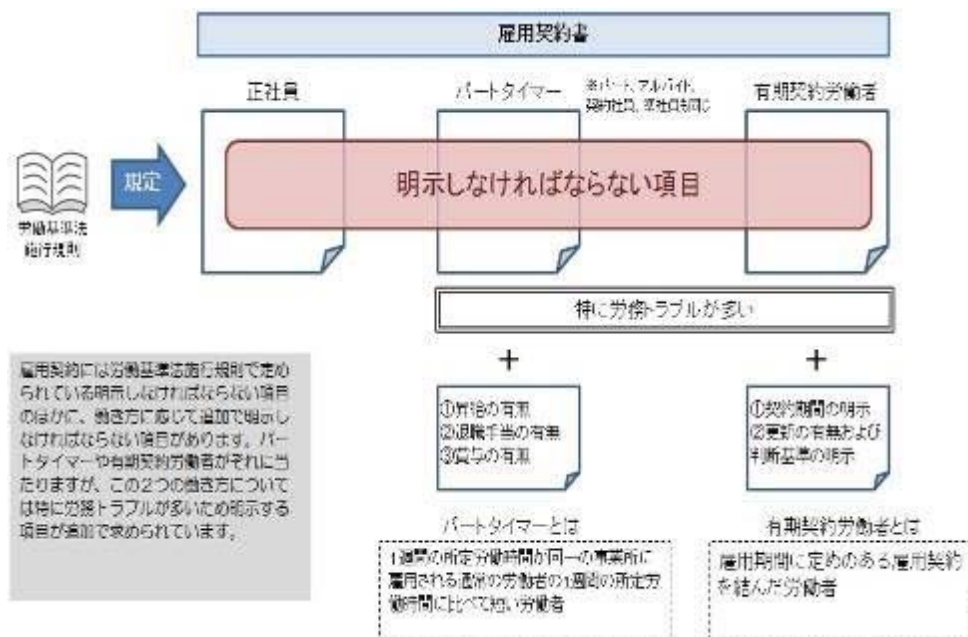 雇用契約書
正社員
パートタイマー
※パート、アルバイト、
契約社員、準社員も同じ
有期契約労働者
労働基準法
施行規則
規定
明示しなければならない項目
特に労務トラブルが多い
+
+
雇用契約には労働基準法施行規則で定め
られている明示しなければならない項目
のほかに、働き方に応じて追加で明示し
なければならない項目があります。パー
トタイマーや有期契約労働者がそれに当
たりますが、この2つの働き方については
は特に労務トラブルが多いため明示する
項目が追加で求められています。
①昇給の有無
②退職手当の有無
③賞与の有無
①契約期間の明示
②更新の有無および
判断基準の明示
パートタイマーとは
1週間の所定労働時間が同一の事業所に
雇用される通常の労働者の1週間の所定労
働時間に比べて短い労働者
有期契約労働者とは
雇用期間に定めのある雇用契約
を結んだ労働者